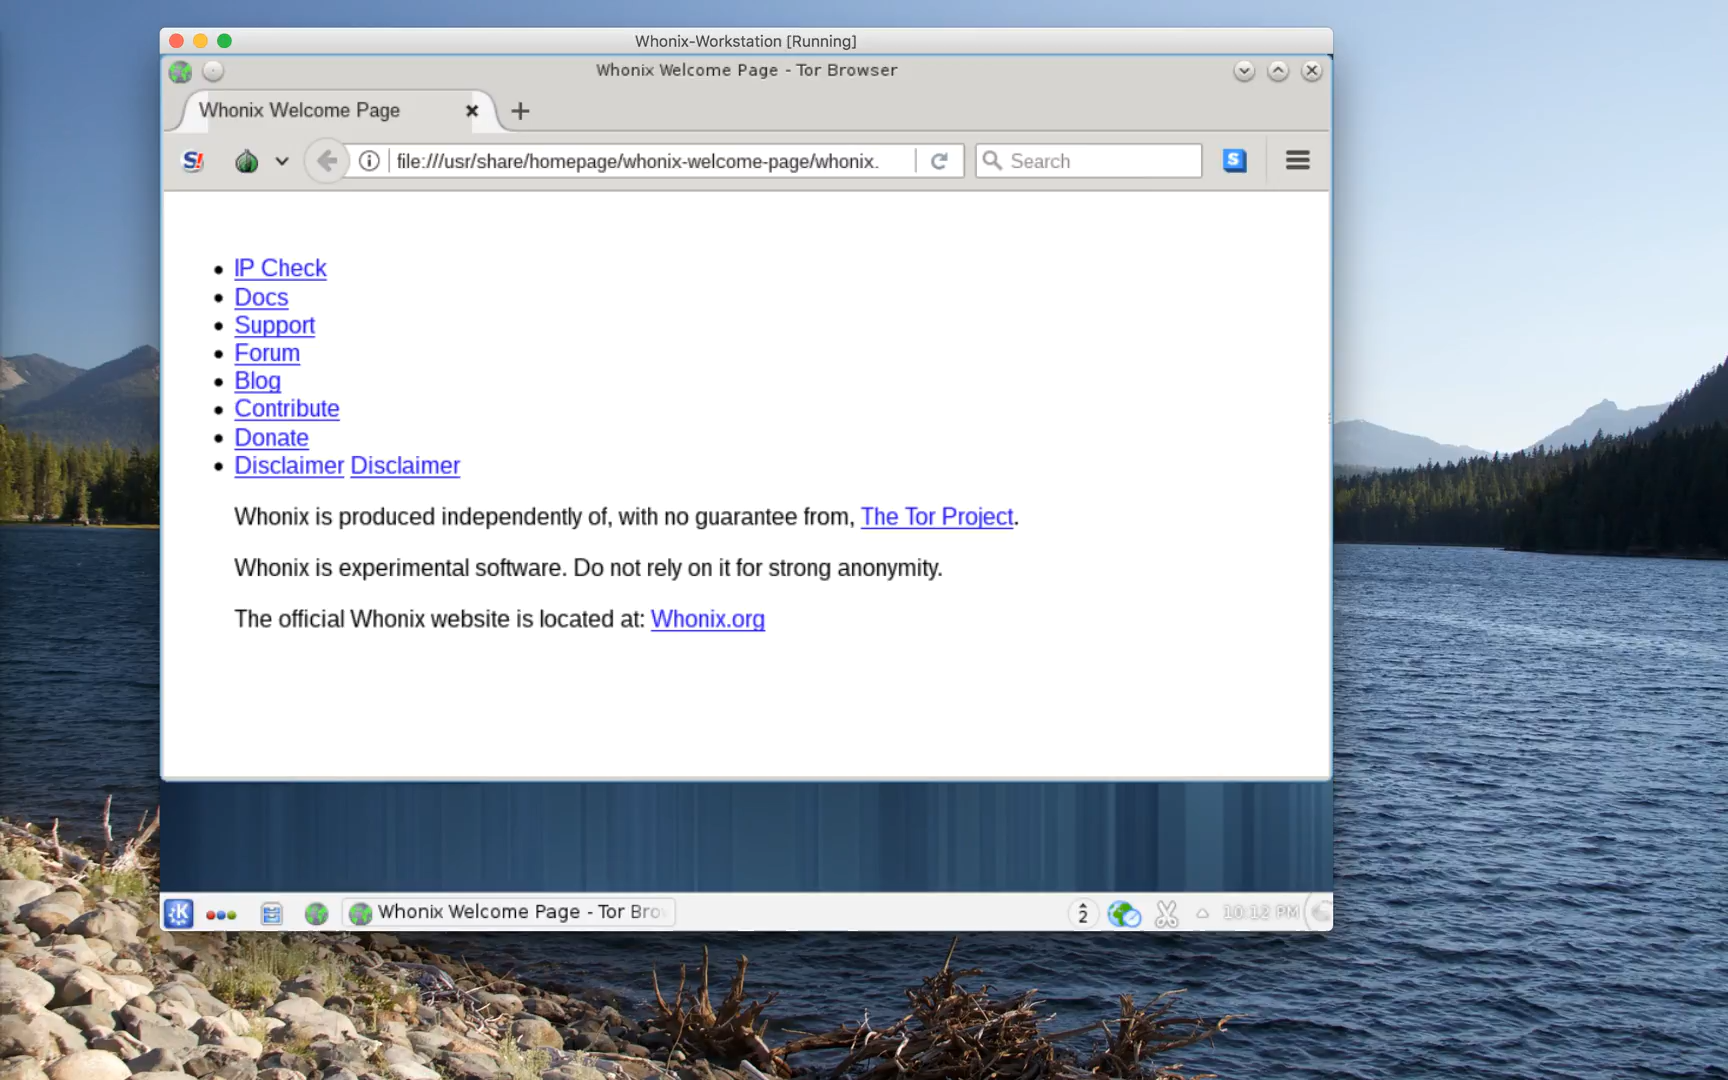 Whonix-Workstation [Running]
Whonix Welcome Page - Tor Browser
Whonix Welcome Page
file:///usr/share/homepage/whonix-welcome-page/whonix.
Search
IP Check
Docs
Support
Forum
Blog
Contribute
Donate
Disclaimer Disclaimer
Whonix is produced independently of, with no guarantee from, The Tor Project.
Whonix is experimental software. Do not rely on it for strong anonymity.
The official Whonix website is located at: Whonix.org
Whonix Welcome Page - Tor Bro
2
10:12 PM